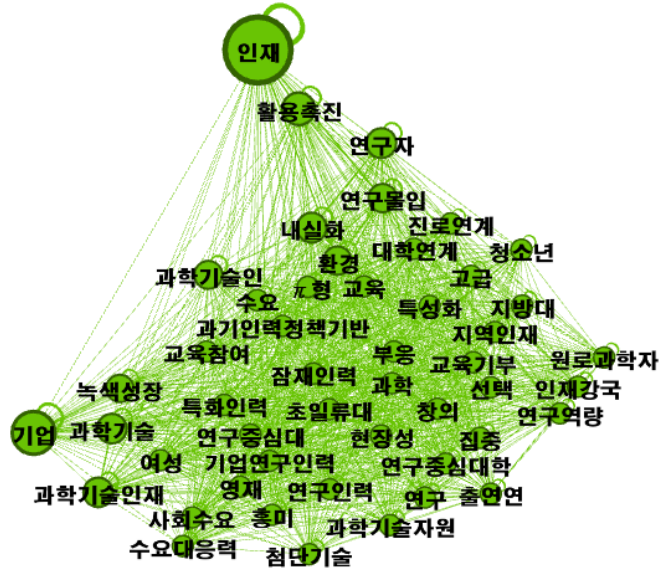 인재
활용촉진
연구자
연구몰입
진로연계
내실화
대학연계
청소년
환경
과학기술인
고급
π형
교육
수요
특성화
지방대
과기인력정책기반
지역인재
교육참여
부응
원로과학자
교육기부
잠재인력
과학
녹색성장
선택
인재강국
특화인력
초일류대
창의
연구역량
기업
과학기술
연구중심대
현장성
집중
여성
기업연구인력
연구중심대학
과학기술인재
영재
연구인력
연구
출연연
사회수요
흥미
과학기술자원
수요대응력
첨단기술